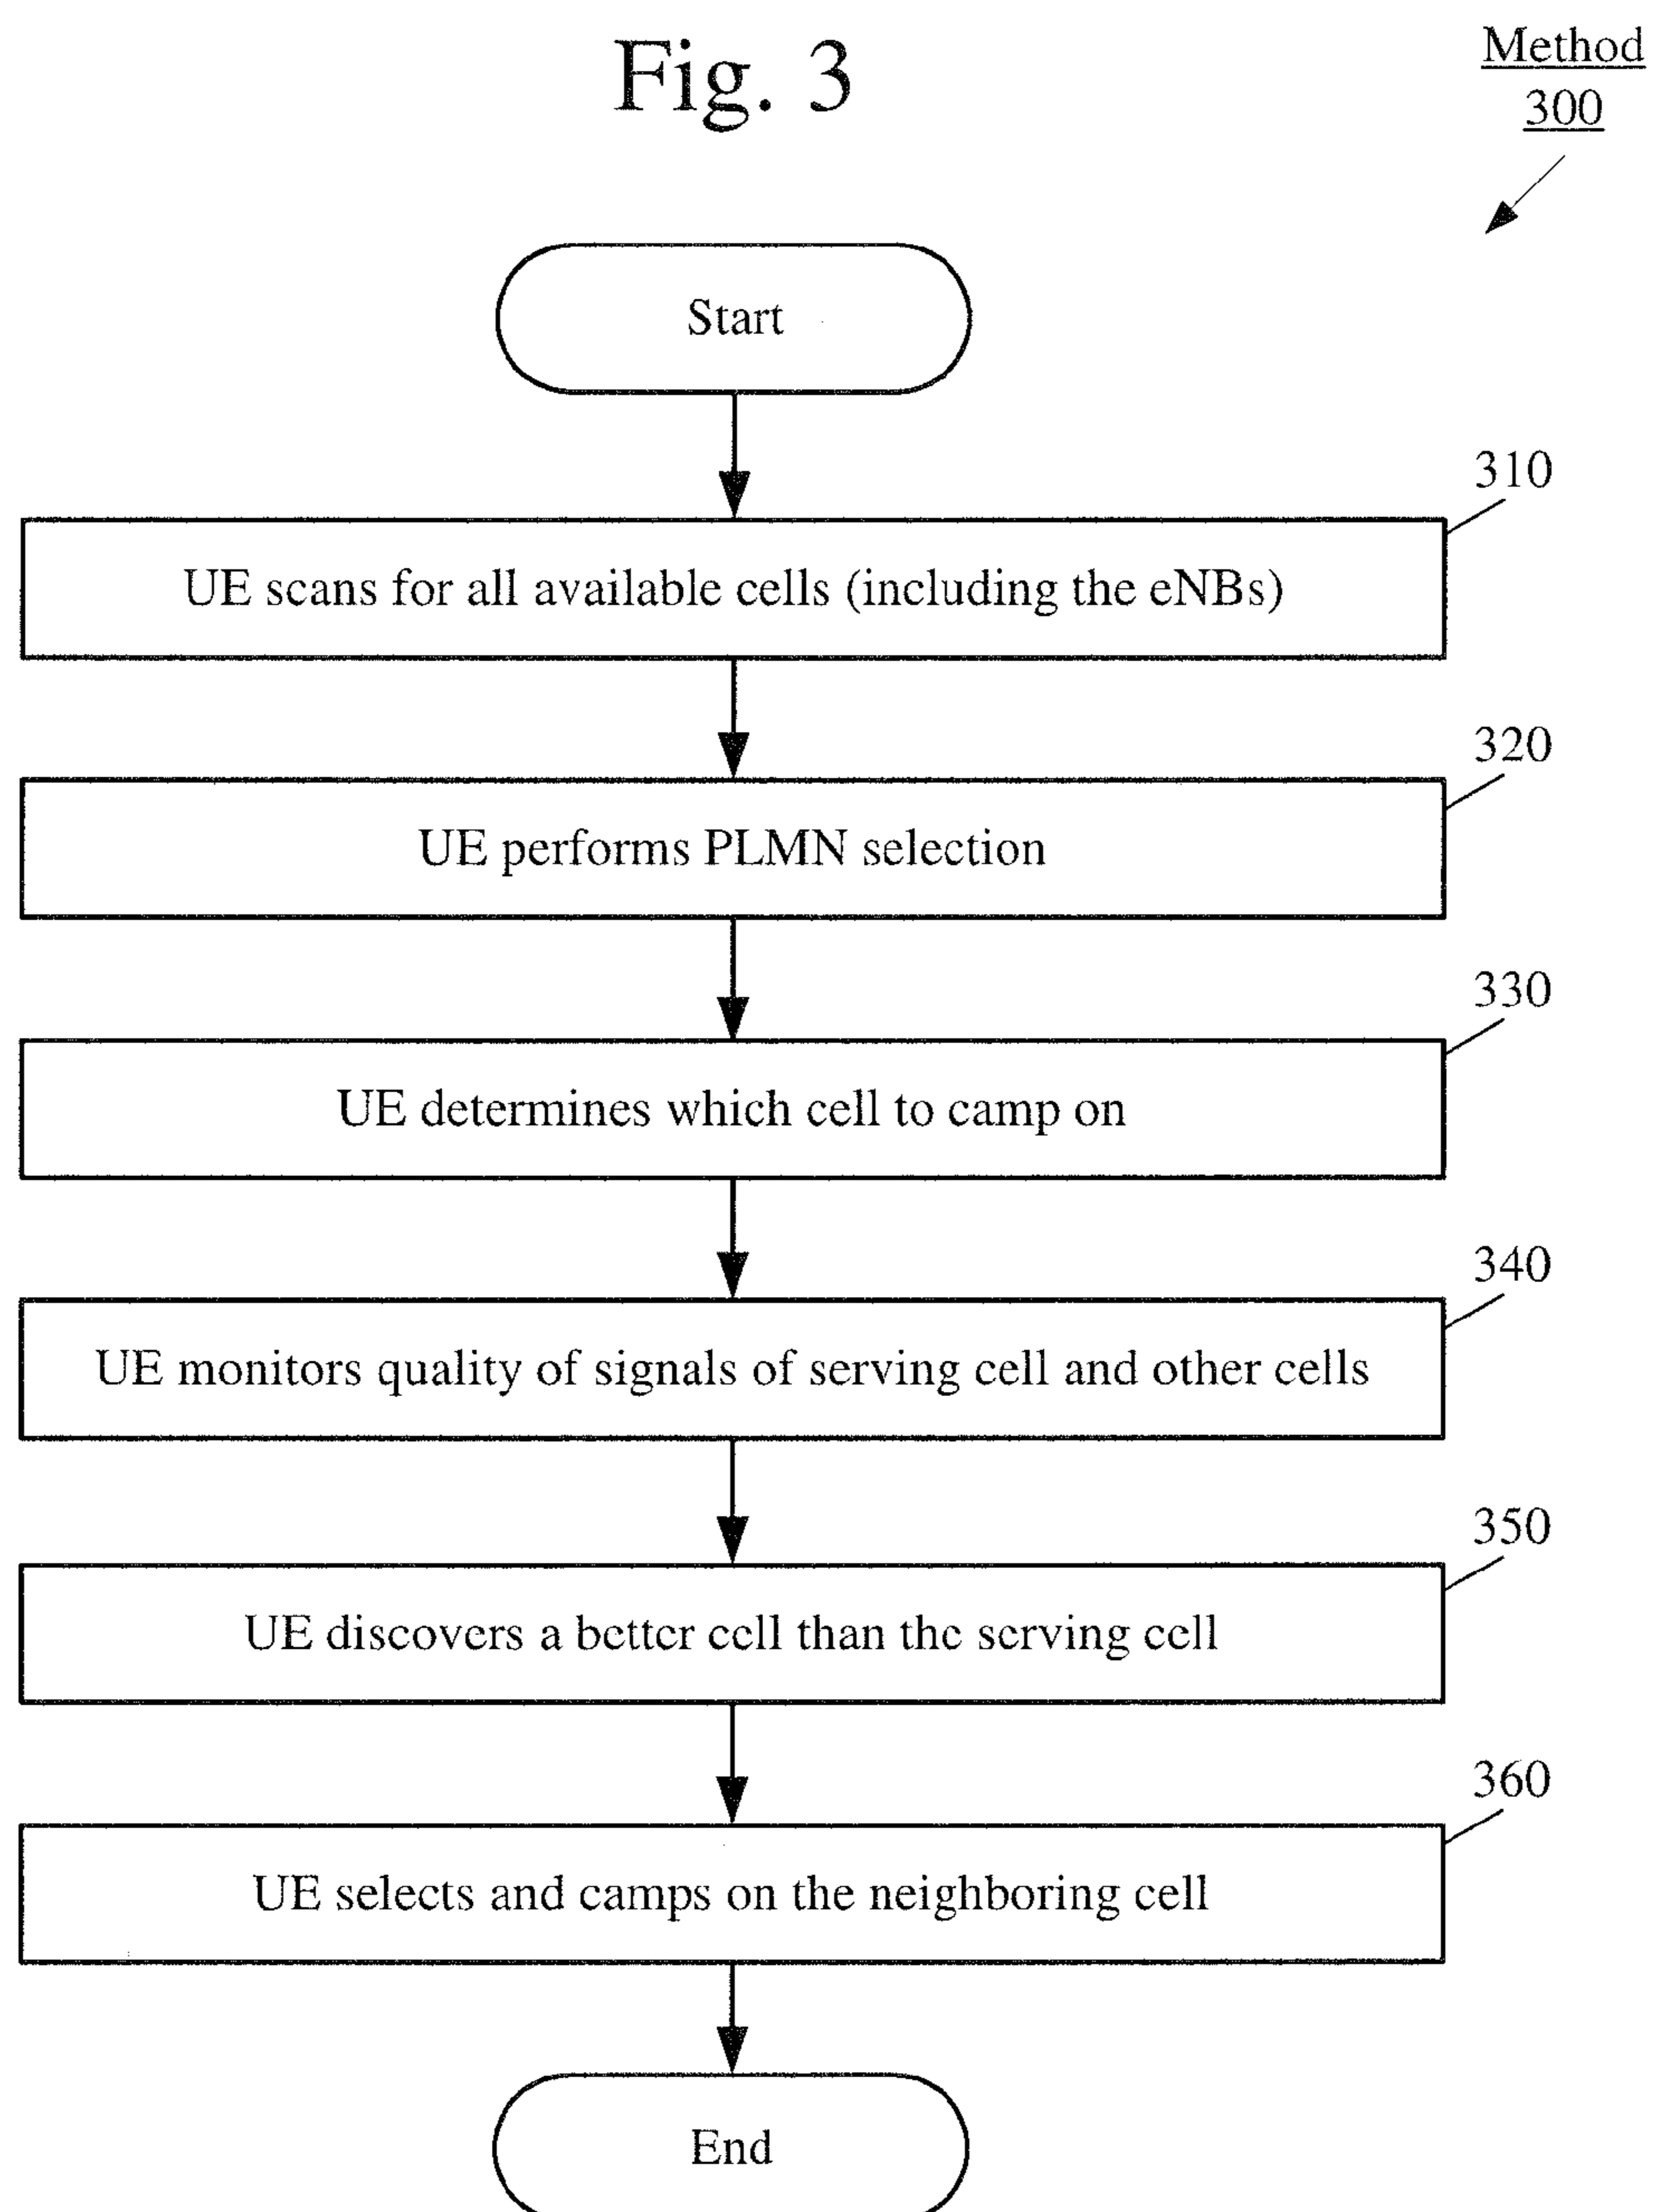 Fig. 3
Method
300
Start
310
UE scans for all available cells (including the eNBs)
320
UE performs PLMN selection
330
UE determines which cell to camp on
340
UE monitors quality of signals of serving cell and other cells
350
UE discovers a better cell than the serving cell
360
UE selects and camps on the neighboring cell
End